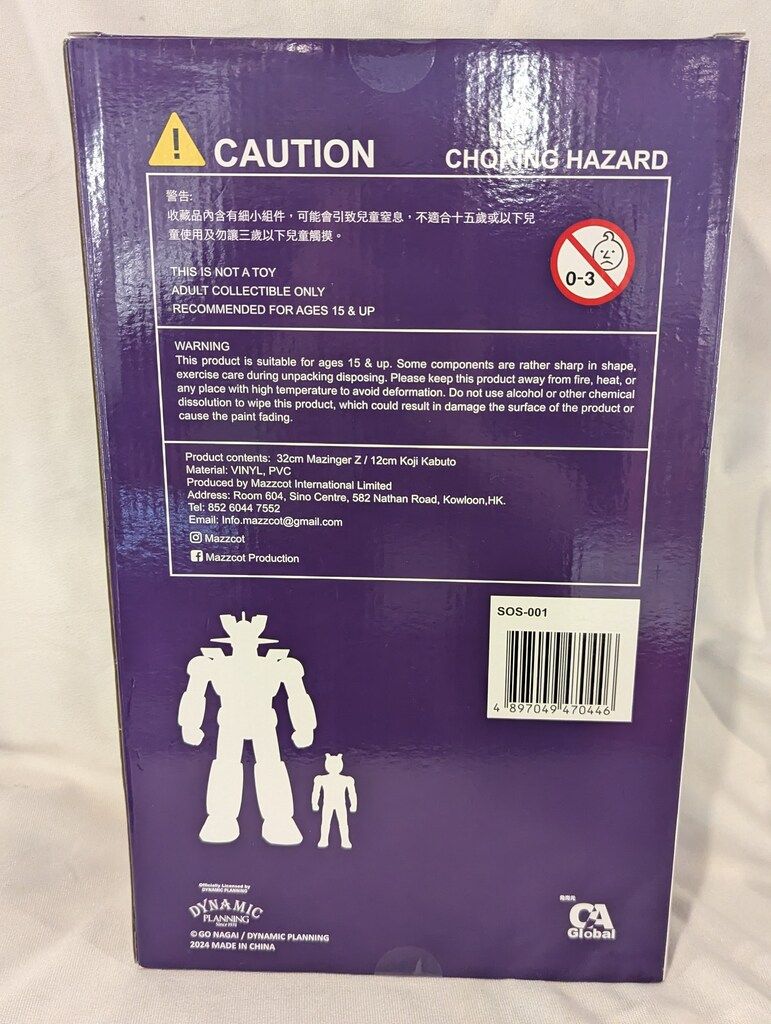 CAUTION
CHOKING HAZARD
警告:
收藏品內含有細小組件，可能會引致兒童窒息，不適合十五歲或以下兒
童使用及勿讓三歲以下兒童觸摸。
0-3
THIS IS NOT A TOY
ADULT COLLECTIBLE ONLY
RECOMMENDED FOR AGES 15 & UP
WARNING
This product is suitable for ages 15 & up. Some components are rather sharp in shape,
exercise care during unpacking disposing. Please keep this product away from fire, heat, or
any place with high temperature to avoid deformation. Do not use alcohol or other chemical
dissolution to wipe this product, which could result in damage the surface of the product or
cause the paint fading.
Product contents: 32cm Mazinger Z / 12cm Koji Kabuto
Material: VINYL, PVC
Produced by Mazzcot International Limited
Address: Room 604, Sino Centre, 582 Nathan Road, Kowloon,HK.
Tel: 852 6044 7552
Email: Info.mazzcot@gmail.com
Mazzcot
Mazzcot Production
SOS-001
4 897049 470446
Officially Licensed by
DYNAMIC PLANNING
DYNAMIC
PLANNING
Since 1974
© GO NAGAI / DYNAMIC PLANNING
2024 MADE IN CHINA
CA
Global